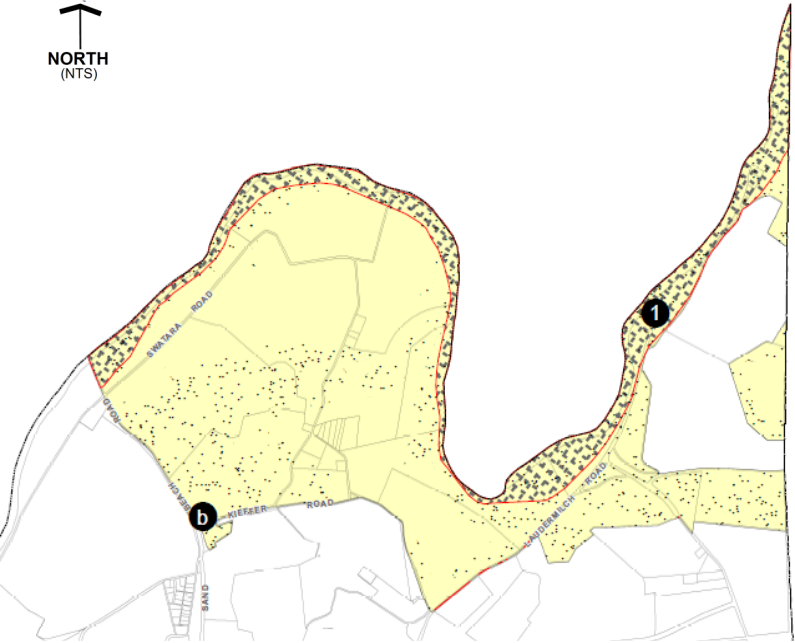 NORTH
(NTS)
1
SWATARA ROAD
ROAD
BEACH
b
KIEFFER ROAD
LAUDERMILCH ROAD
SAND